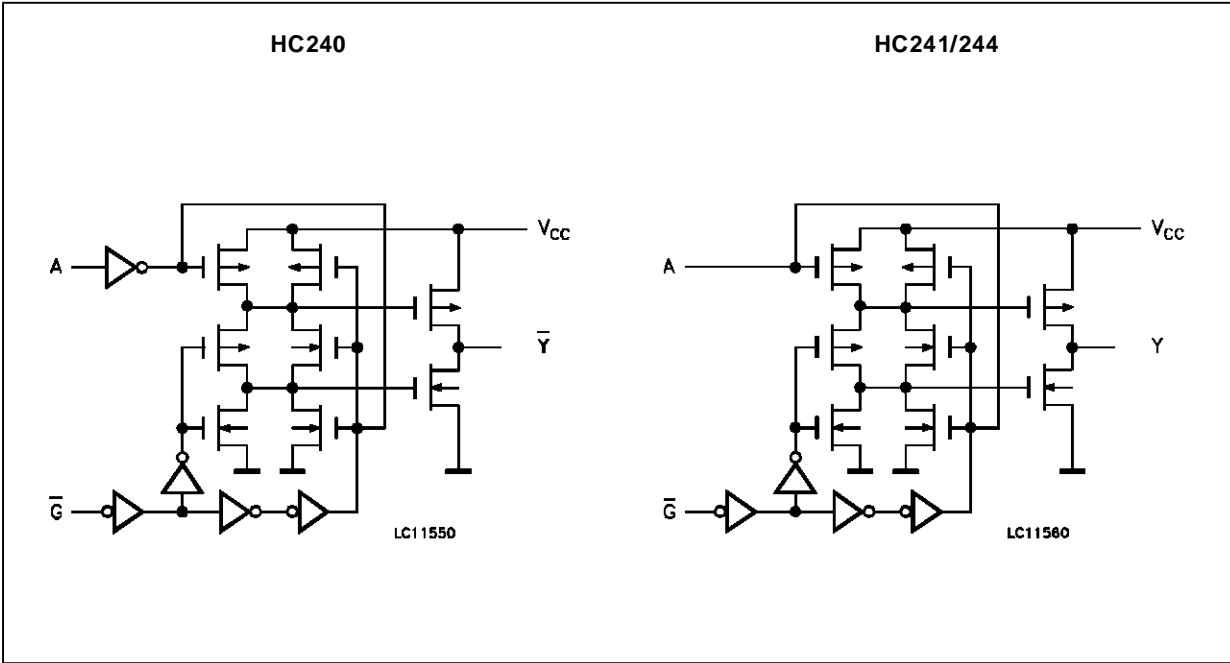 HC240
HC241/244
V_CC
A
Y̅
G̅
LC11550
V_CC
A
Y
G̅
LC11560